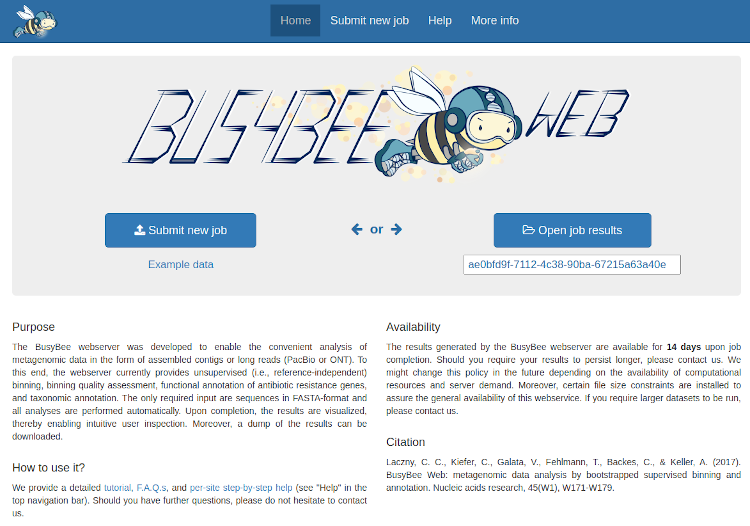 Home Submit new job Help More info
BUSYBEE WEB
Submit new job or Open job results
Example data ae0bfd9f-7112-4c38-90ba-67215a63a40e
Purpose
The BusyBee webserver was developed to enable the convenient analysis of
metagenomic data in the form of assembled contigs or long reads (PacBio or ONT). To
this end, the webserver currently provides unsupervised (i.e., reference-independent)
binning, binning quality assessment, functional annotation of antibiotic resistance genes,
and taxonomic annotation. The only required input are sequences in FASTA-format and
all analyses are performed automatically. Upon completion, the results are visualized,
thereby enabling intuitive user inspection. Moreover, a dump of the results can be
downloaded.
How to use it?
We provide a detailed tutorial, F.A.Q.s, and per-site step-by-step help (see "Help" in the
top navigation bar). Should you have further questions, please do not hesitate to contact
us.
Availability
The results generated by the BusyBee webserver are available for 14 days upon job
completion. Should you require your results to persist longer, please contact us. We
might change this policy in the future depending on the availability of computational
resources and server demand. Moreover, certain file size constraints are installed to
assure the general availability of this webservice. If you require larger datasets to be run,
please contact us.
Citation
Laczny, C. C., Kiefer, C., Galata, V., Fehlmann, T., Backes, C., & Keller, A. (2017).
BusyBee Web: metagenomic data analysis by bootstrapped supervised binning and
annotation. Nucleic acids research, 45(W1), W171-W179.